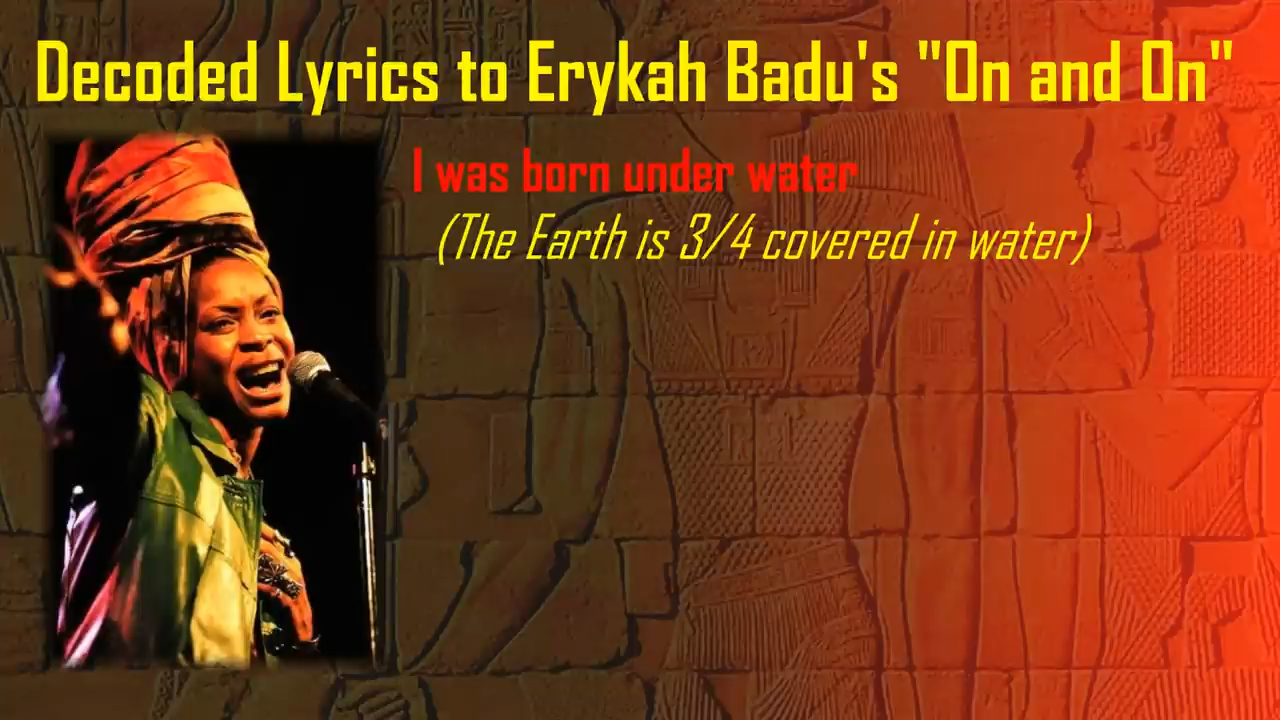 Decoded Lyrics to Erykah Badu's "On and On"
I was born under water
(The Earth is 3/4 covered in water)